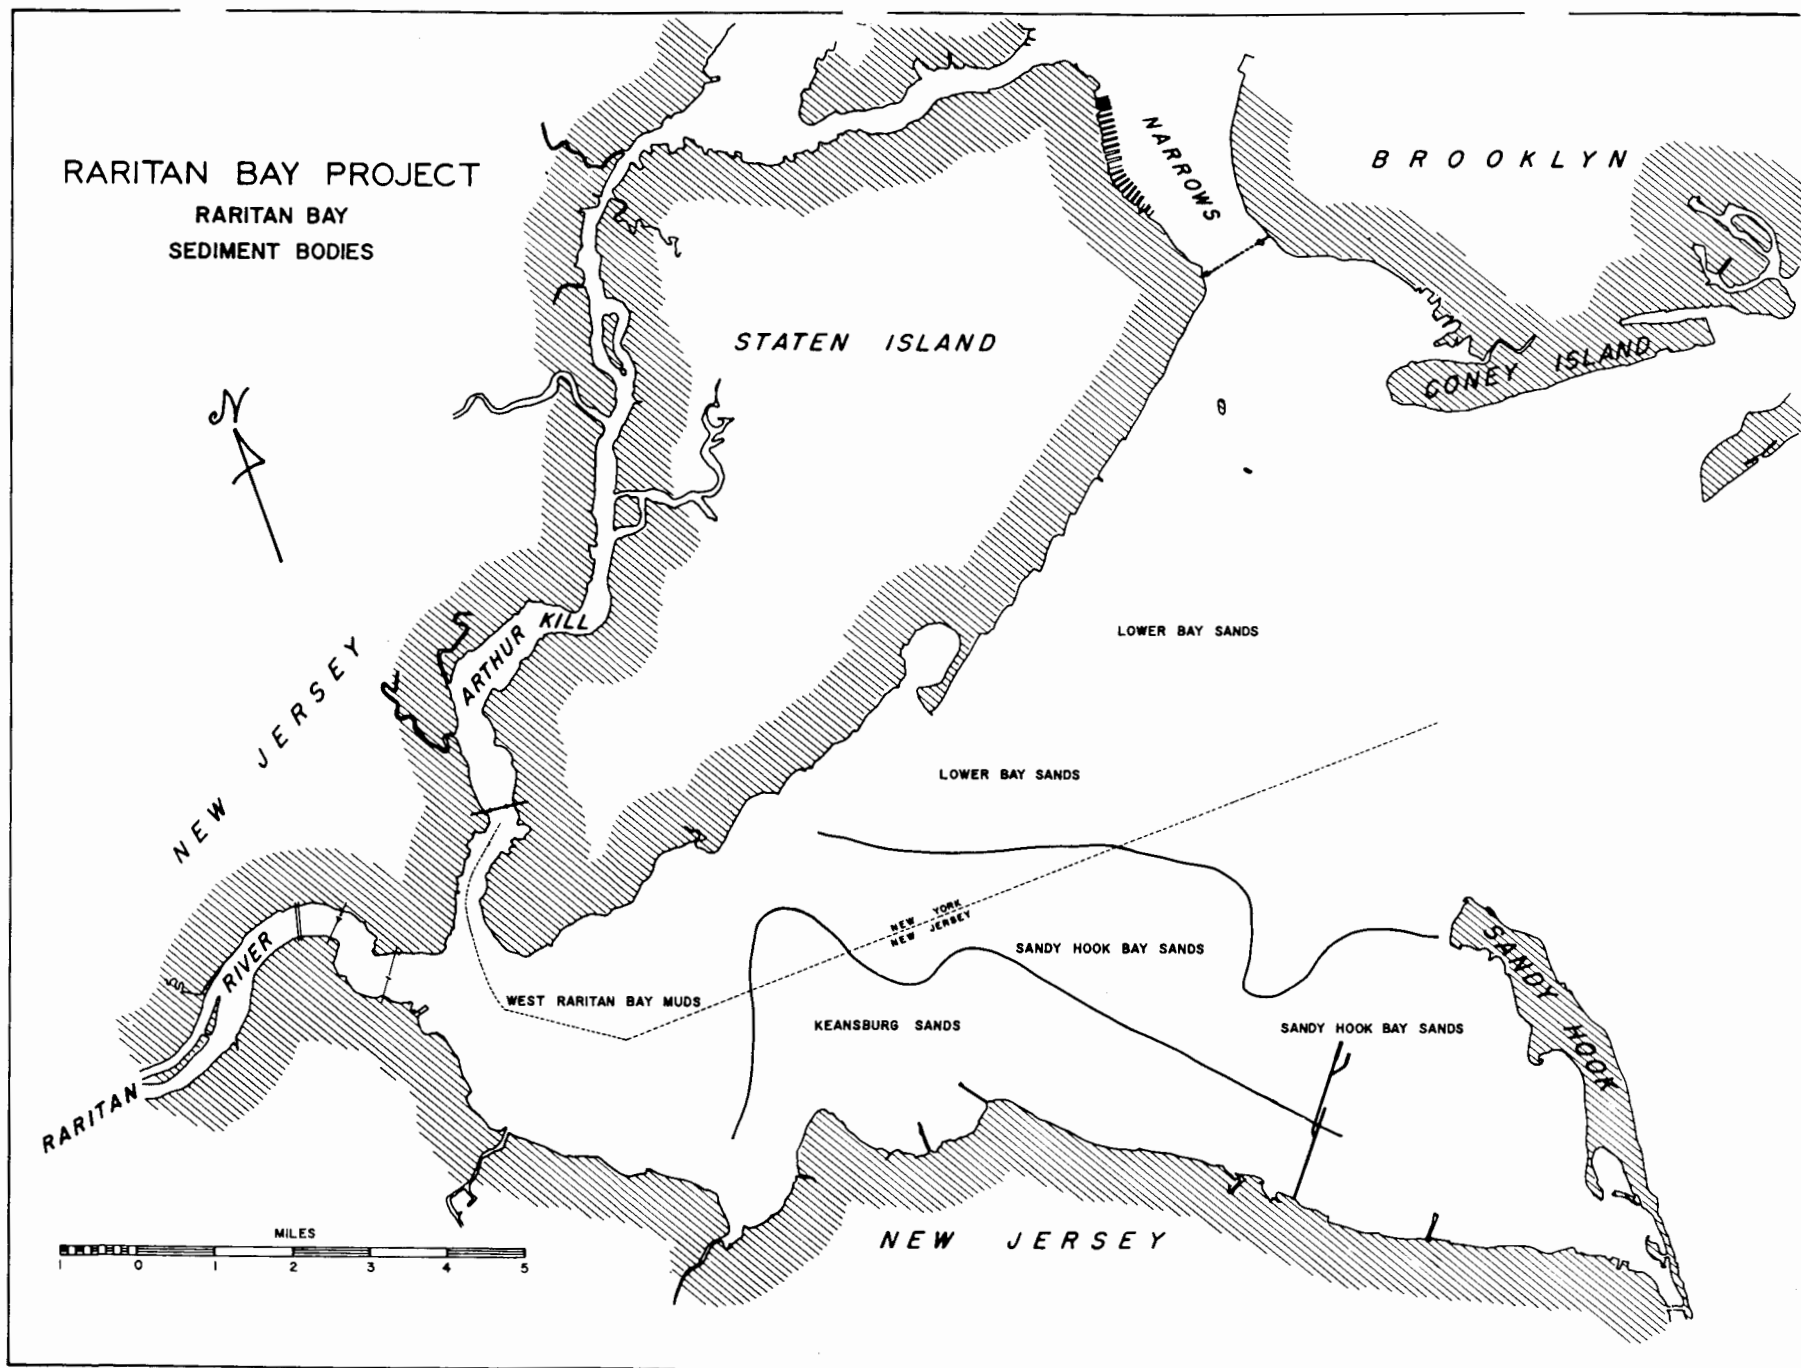 RARITAN BAY PROJECT
RARITAN BAY
SEDIMENT BODIES
NARROWS
BROOKLYN
N
STATEN ISLAND
CONEY ISLAND
ARTHUR KILL
NEW JERSEY
LOWER BAY SANDS
LOWER BAY SANDS
NEW YORK
NEW JERSEY
SANDY HOOK BAY SANDS
SANDY HOOK
WEST RARITAN BAY MUDS
KEANSBURG SANDS
SANDY HOOK BAY SANDS
RARITAN RIVER
NEW JERSEY
MILES
1 0 1 2 3 4 5